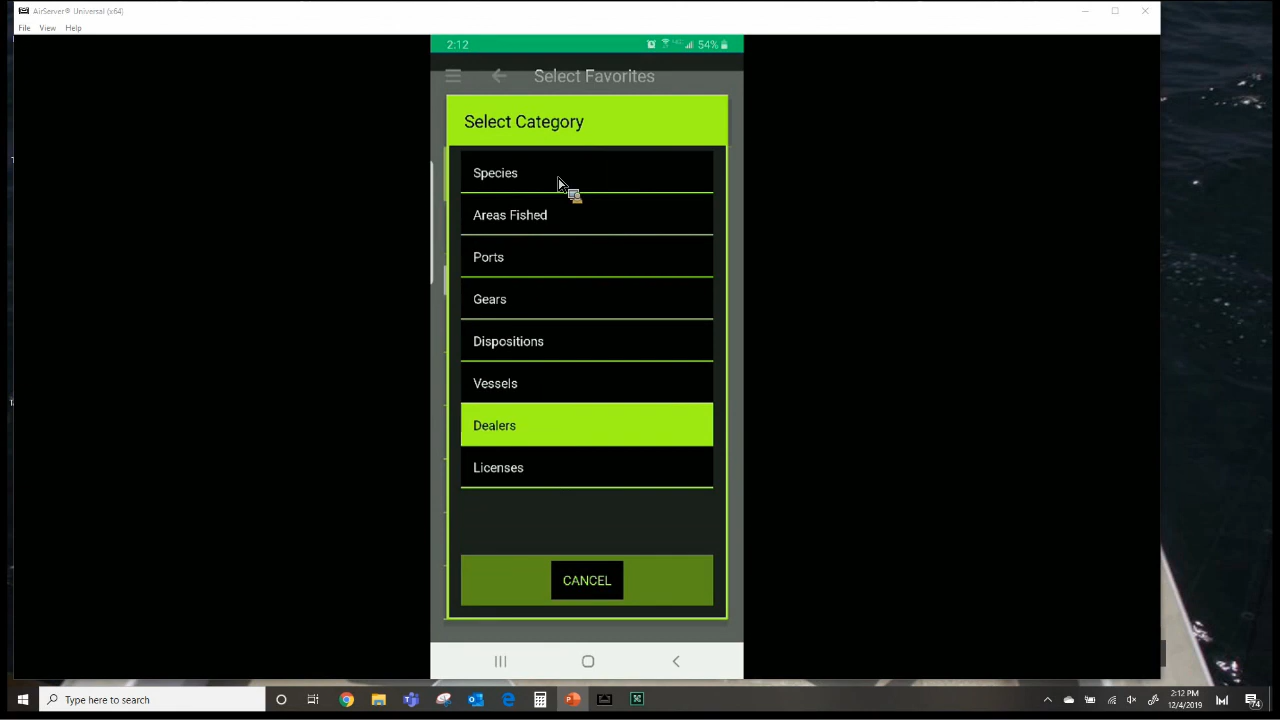 AirServer® Universal (x64)
File View Help
2:12
54%
Select Favorites
Select Category
Species
Areas Fished
Ports
Gears
Dispositions
Vessels
Dealers
Licenses
CANCEL
Type here to search
2:12 PM
12/4/2019
74